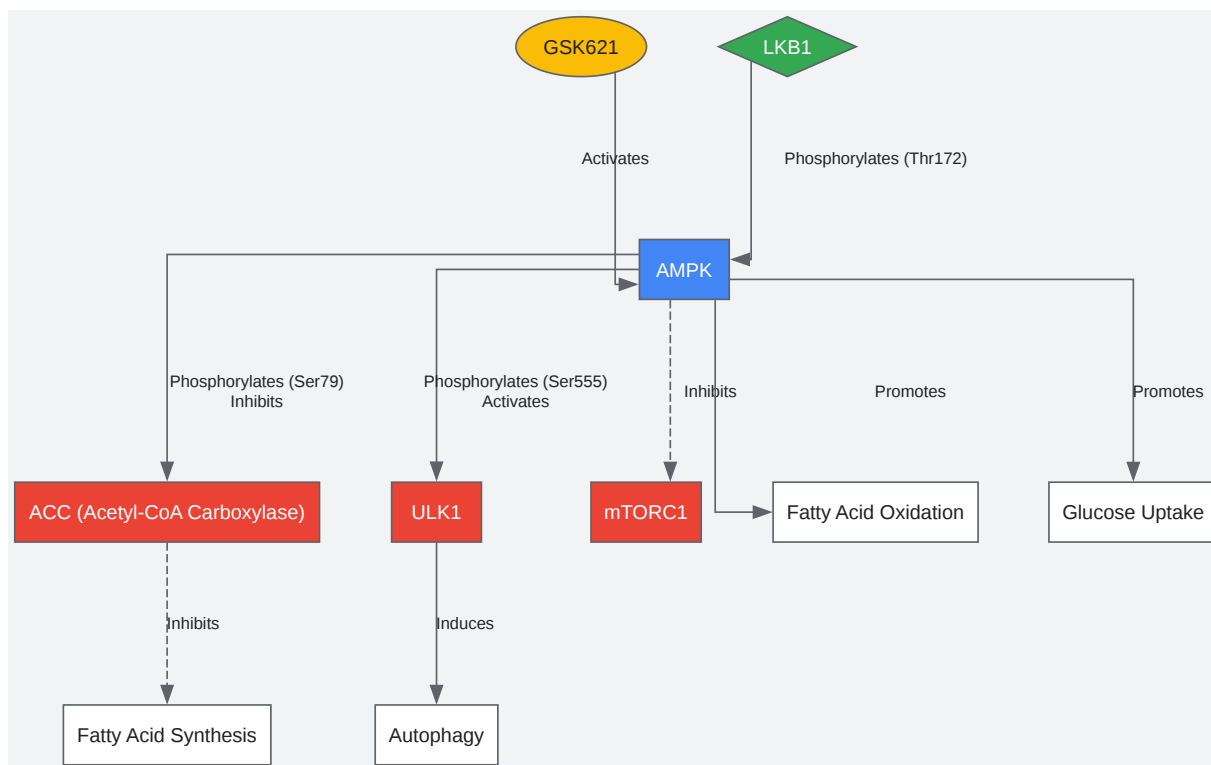 GSK621
LKB1
Activates
Phosphorylates (Thr172)
AMPK
Phosphorylates (Ser79)
Inhibits
Phosphorylates (Ser555)
Activates
Inhibits
Promotes
Promotes
ACC (Acetyl-CoA Carboxylase)
ULK1
mTORC1
Fatty Acid Oxidation
Glucose Uptake
Inhibits
Induces
Fatty Acid Synthesis
Autophagy